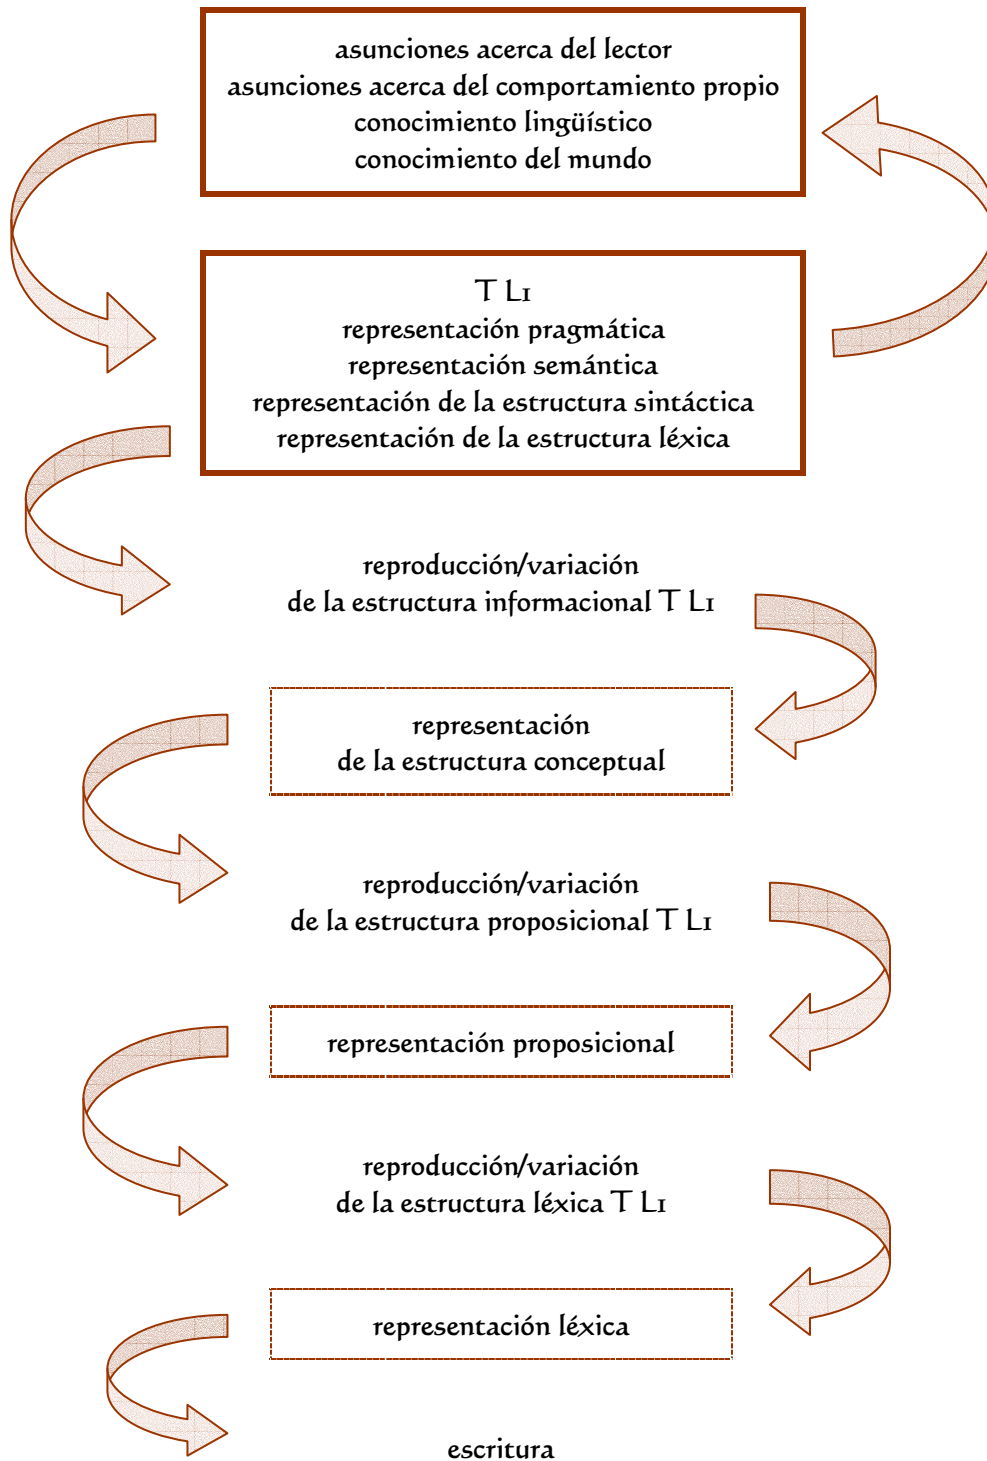 asunciones acerca del lector
asunciones acerca del comportamiento propio
conocimiento lingüístico
conocimiento del mundo
T L1
representación pragmática
representación semántica
representación de la estructura sintáctica
representación de la estructura léxica
reproducción/variación
de la estructura informacional T L1
representación
de la estructura conceptual
reproducción/variación
de la estructura proposicional T L1
representación proposicional
reproducción/variación
de la estructura léxica T L1
representación léxica
escritura